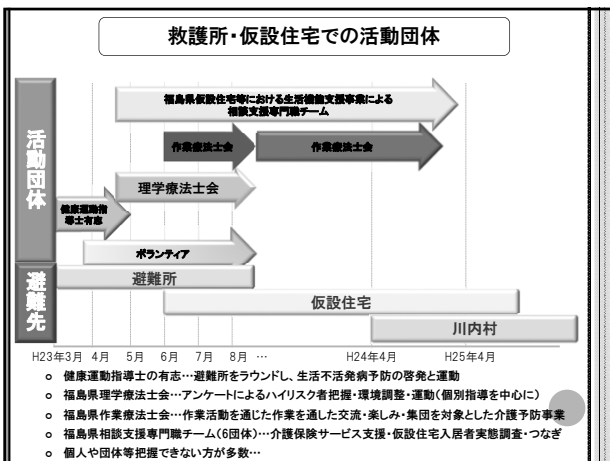 救護所・仮設住宅での活動団体
活動団体
福島県仮設住宅等における生活機能支援事業による
相談支援専門職チーム
作業療法士会
作業療法士会
理学療法士会
健康運動指
導士有志
ボランティア
避難先
避難所
仮設住宅
川内村
H23年3月 4月 5月 6月 7月 8月 … H24年4月 H25年4月
健康運動指導士の有志…避難所をラウンドし、生活不活発病予防の啓発と運動
福島県理学療法士会…アンケートによるハイリスク者把握・環境調整・運動(個別指導を中心に)
福島県作業療法士会…作業活動を通じた作業を通した交流・楽しみ・集団を対象とした介護予防事業
福島県相談支援専門職チーム(6団体)…介護保険サービス支援・仮設住宅入居者実態調査・つなぎ
個人や団体等把握できない方が多数…